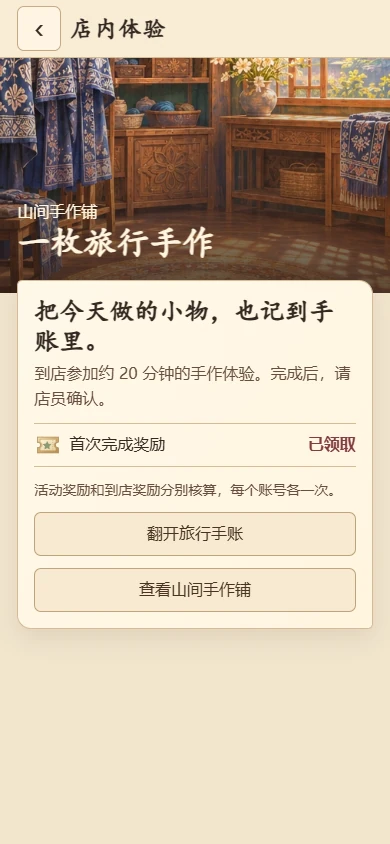 店内体验
山间手作铺
一枚旅行手作
把今天做的小物，也记到手
账里。
到店参加约 20 分钟的手作体验。完成后，请
店员确认。
首次完成奖励
已领取
活动奖励和到店奖励分别核算，每个账号各一次。
翻开旅行手账
查看山间手作铺